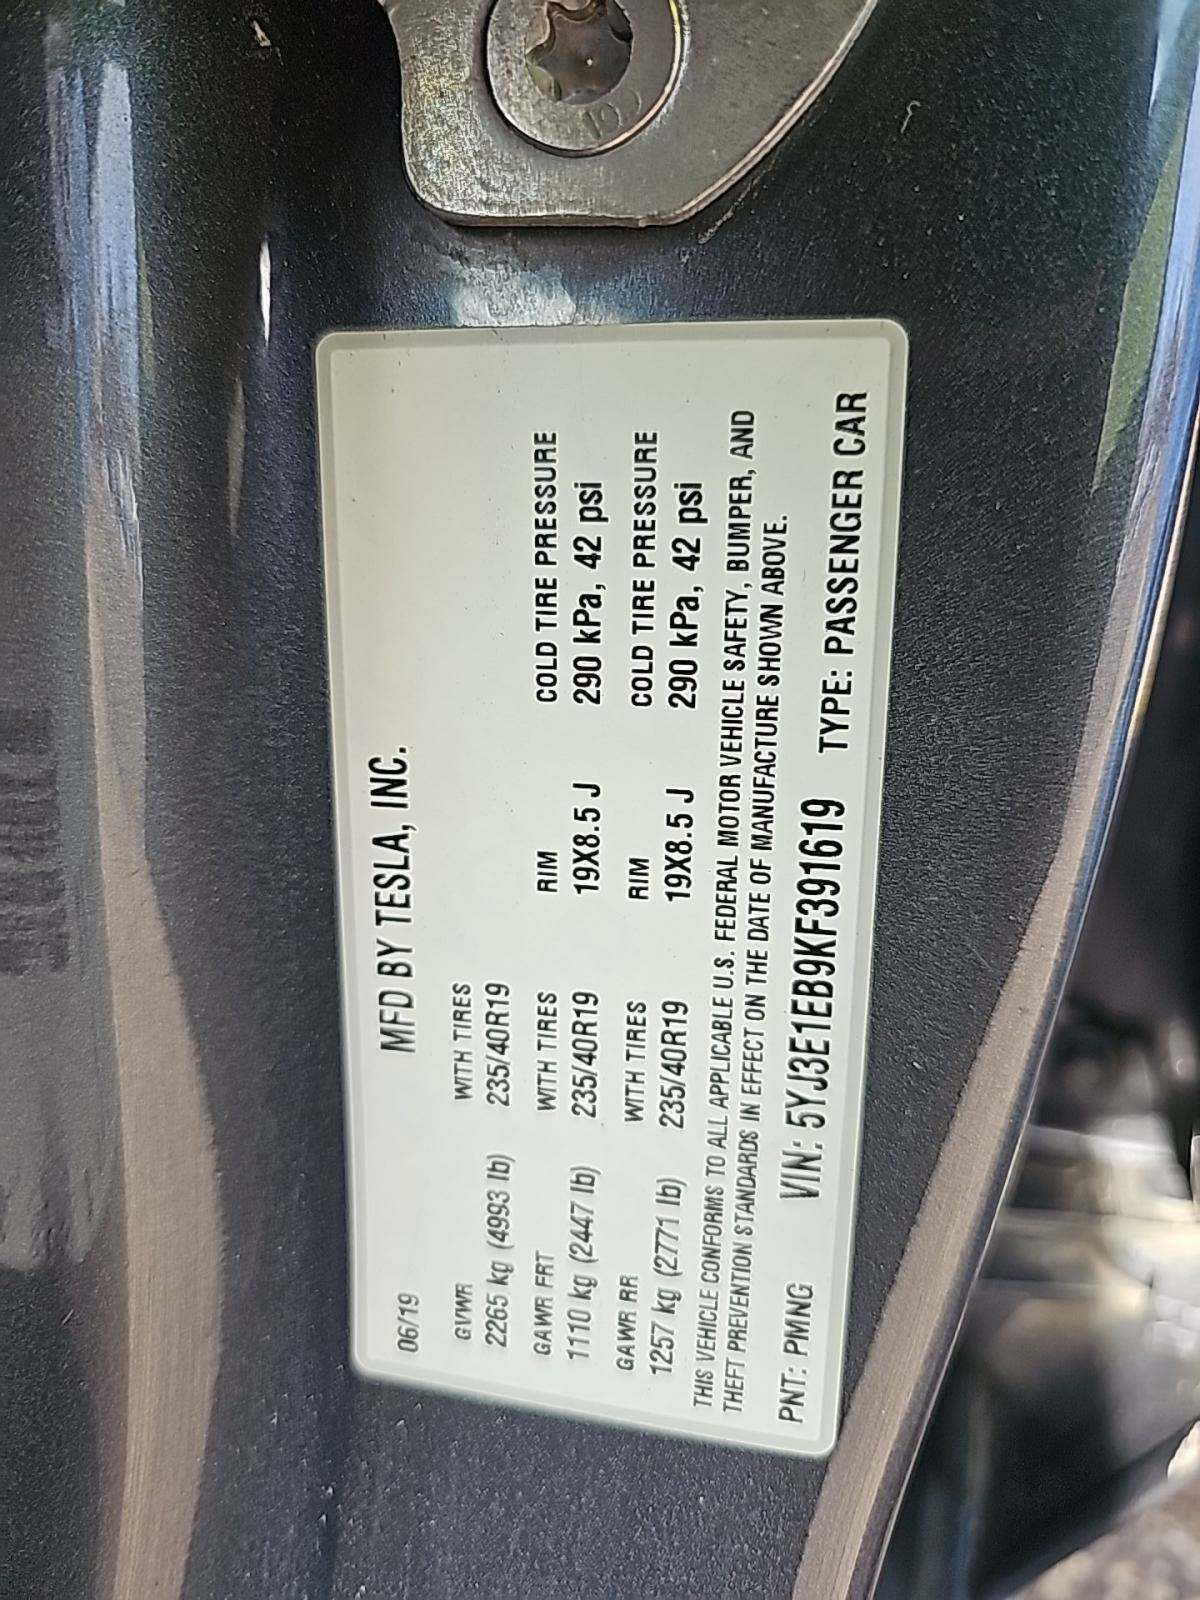 MFD BY TESLA, INC.
06/19
GVWR WITH TIRES
2265 kg (4993 lb) 235/40R19
GAWR FRT WITH TIRES RIM COLD TIRE PRESSURE
1110 kg (2447 lb) 235/40R19 19X8.5 J 290 kPa, 42 psi
GAWR RR WITH TIRES RIM COLD TIRE PRESSURE
1257 kg (2771 lb) 235/40R19 19X8.5 J 290 kPa, 42 psi
THIS VEHICLE CONFORMS TO ALL APPLICABLE U.S. FEDERAL MOTOR VEHICLE SAFETY, BUMPER, AND
THEFT PREVENTION STANDARDS IN EFFECT ON THE DATE OF MANUFACTURE SHOWN ABOVE.
PNT: PMNG VIN: 5YJ3E1EB9KF391619 TYPE: PASSENGER CAR